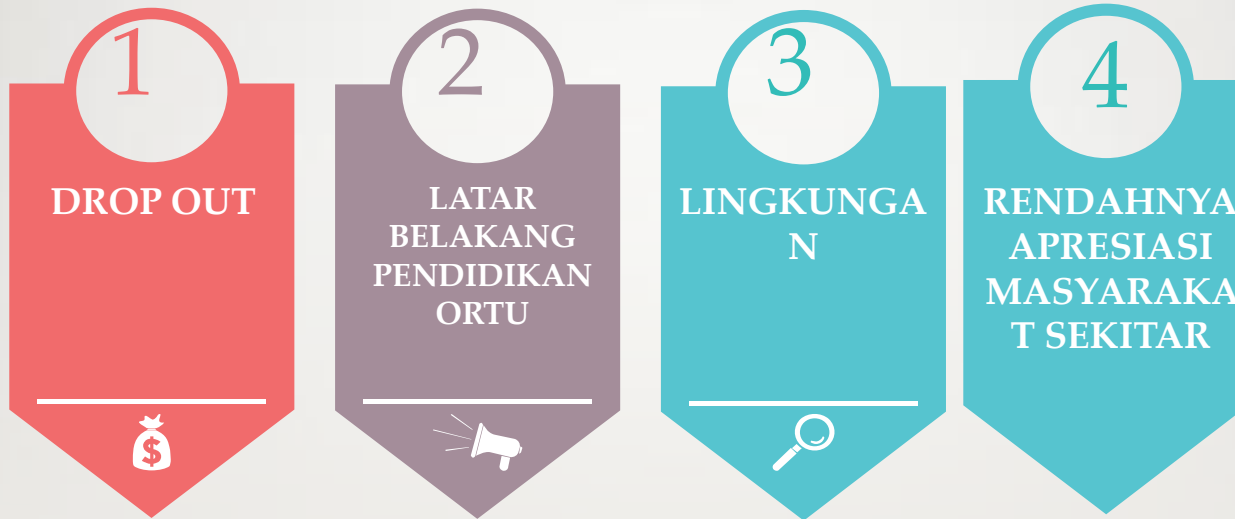 1
DROP OUT
2
LATAR
BELAKANG
PENDIDIKAN
ORTU
3
LINGKUNGA
N
4
RENDAHNYA
APRESIASI
MASYARAKA
T SEKITAR
$